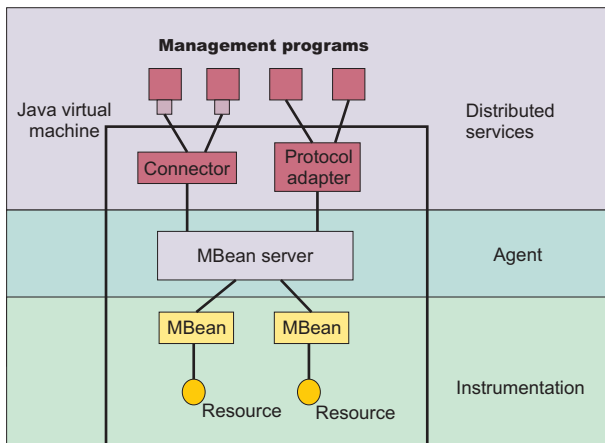 Management programs
Java virtual
machine
Distributed
services
Connector
Protocol
adapter
MBean server
Agent
MBean
MBean
Instrumentation
Resource
Resource